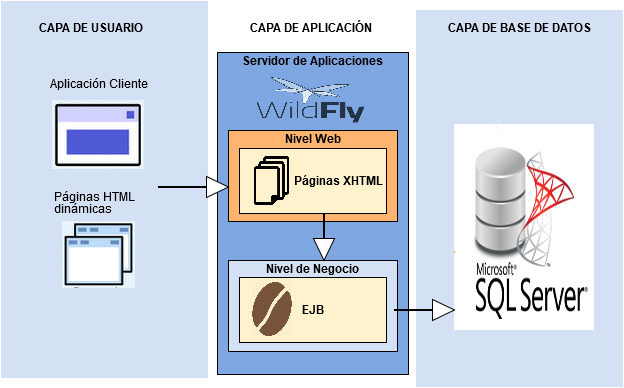 CAPA DE USUARIO
CAPA DE APLICACIÓN
CAPA DE BASE DE DATOS
Aplicación Cliente
Páginas HTML
dinámicas
Servidor de Aplicaciones
WildFly
Nivel Web
Páginas XHTML
Nivel de Negocio
EJB
Microsoft®
SQL Server®